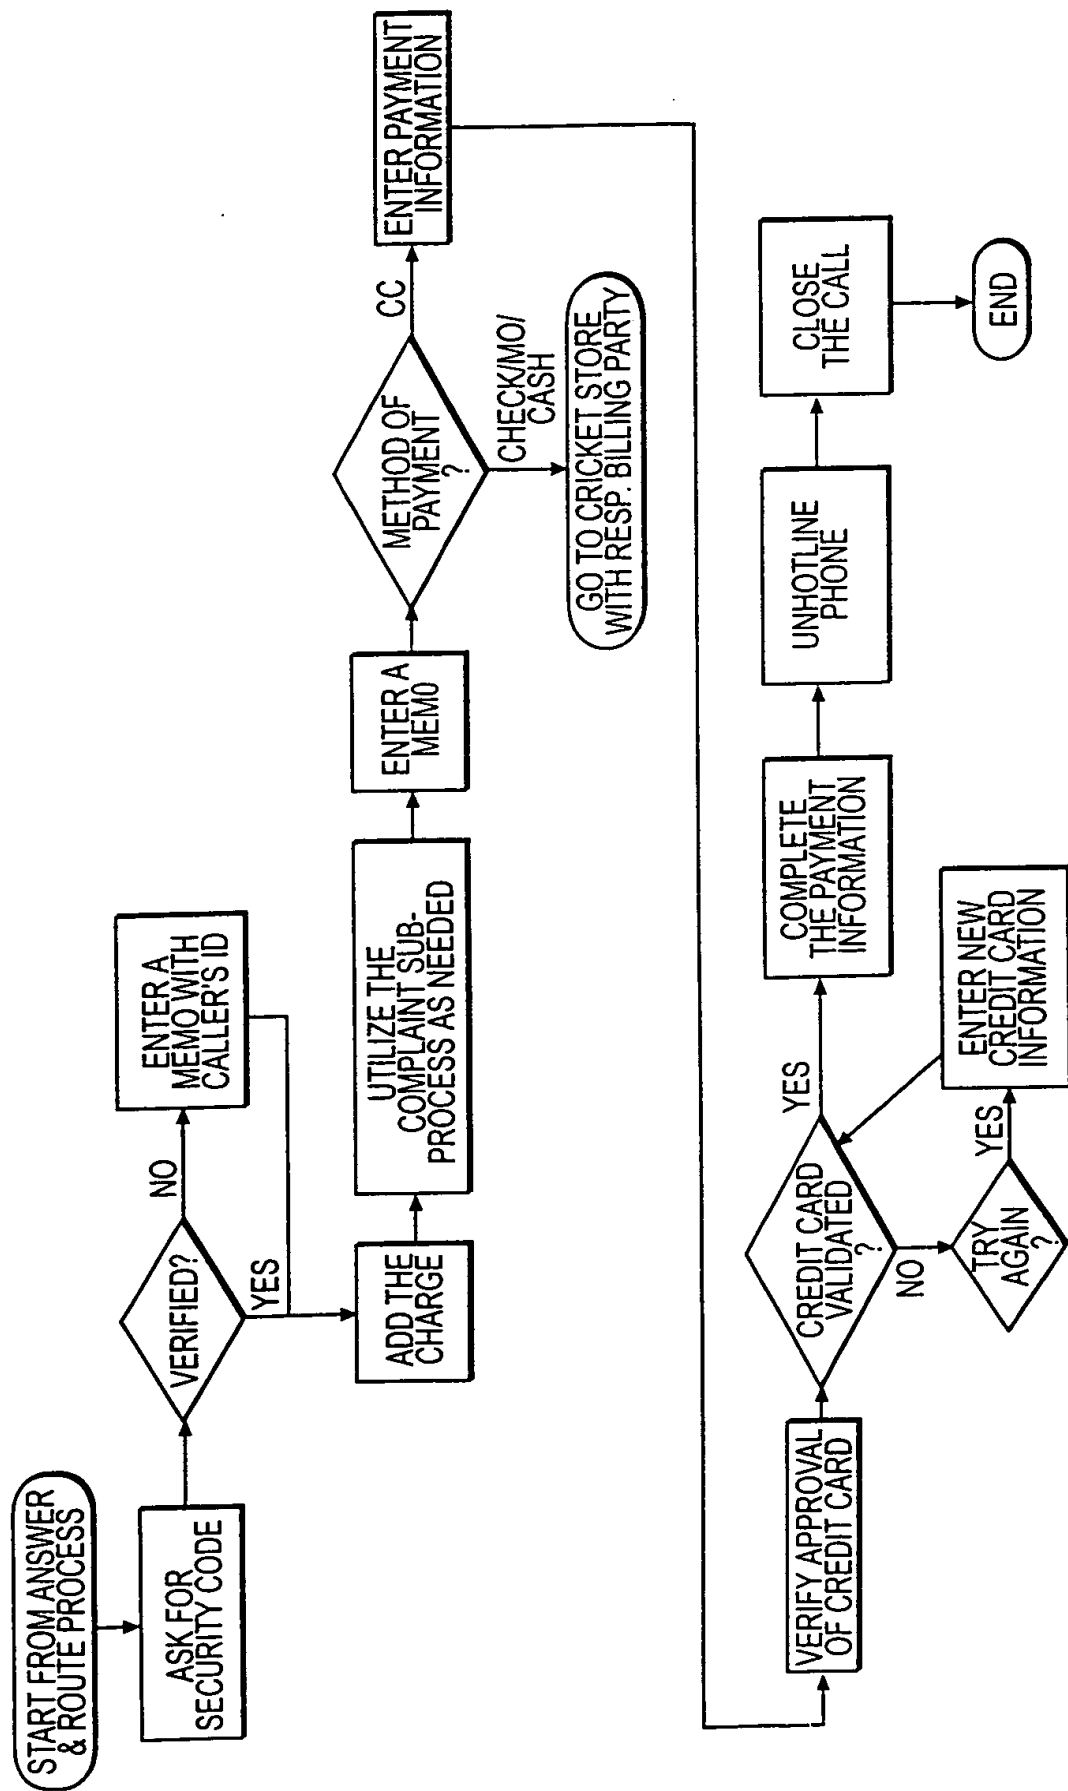 START FROM ANSWER
& ROUTE PROCESS
ASK FOR
SECURITY CODE
VERIFIED?
NO
YES
ENTER A
MEMO WITH
CALLER'S ID
ADD THE
CHARGE
UTILIZE THE
COMPLAINT SUB-
PROCESS AS NEEDED
ENTER A
MEMO
METHOD OF
PAYMENT
?
CC
CHECK/MO/
CASH
ENTER PAYMENT
INFORMATION
GO TO CRICKET STORE
WITH RESP. BILLING PARTY
VERIFY APPROVAL
OF CREDIT CARD
CREDIT CARD
VALIDATED
?
YES
NO
TRY
AGAIN
?
YES
ENTER NEW
CREDIT CARD
INFORMATION
COMPLETE
THE PAYMENT
INFORMATION
UNHOTLINE
PHONE
CLOSE
THE CALL
END